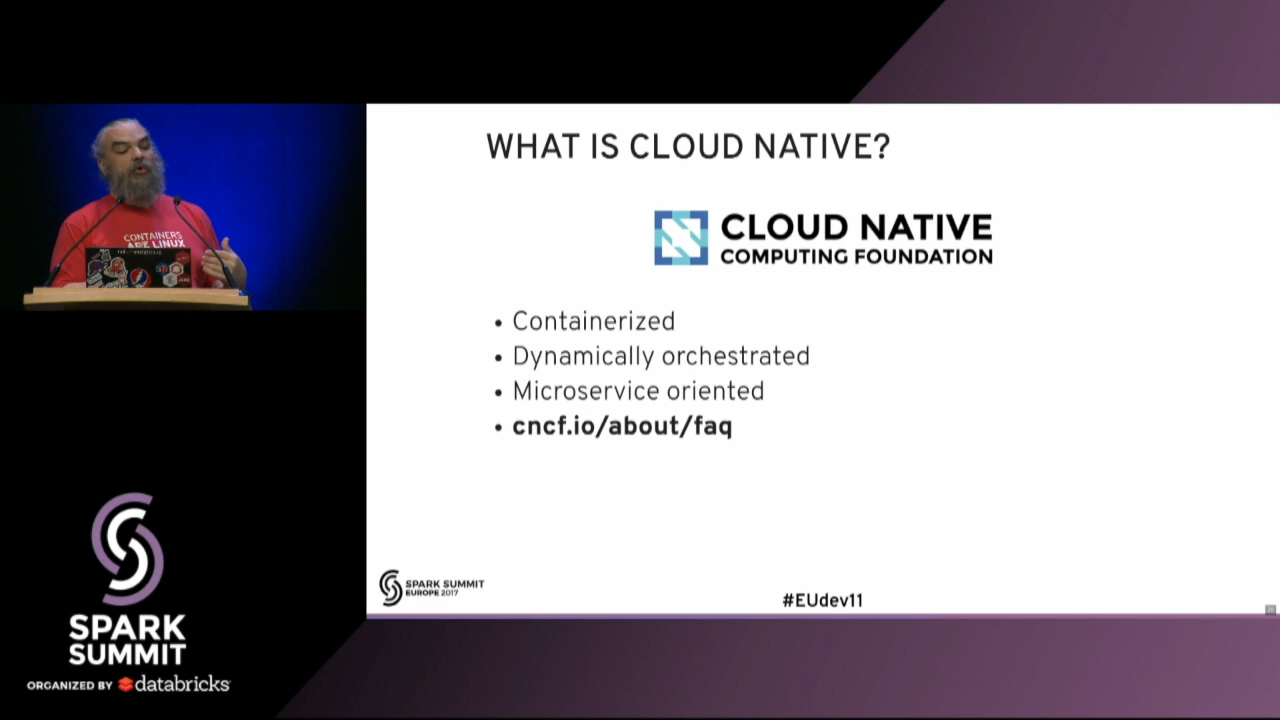 WHAT IS CLOUD NATIVE?
CLOUD NATIVE
COMPUTING FOUNDATION
• Containerized
• Dynamically orchestrated
• Microservice oriented
• cncf.io/about/faq
CONTAINERS
ARE LINUX
SPARK SUMMIT
EUROPE 2017
#EUdev11
SPARK
SUMMIT
ORGANIZED BY databricks